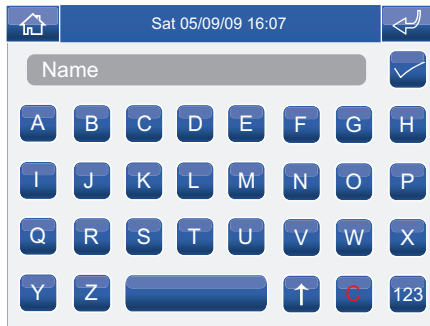 Sat 05/09/09 16:07
Name
A B C D E F G H
I J K L M N O P
Q R S T U V W X
Y Z ↑ C 123